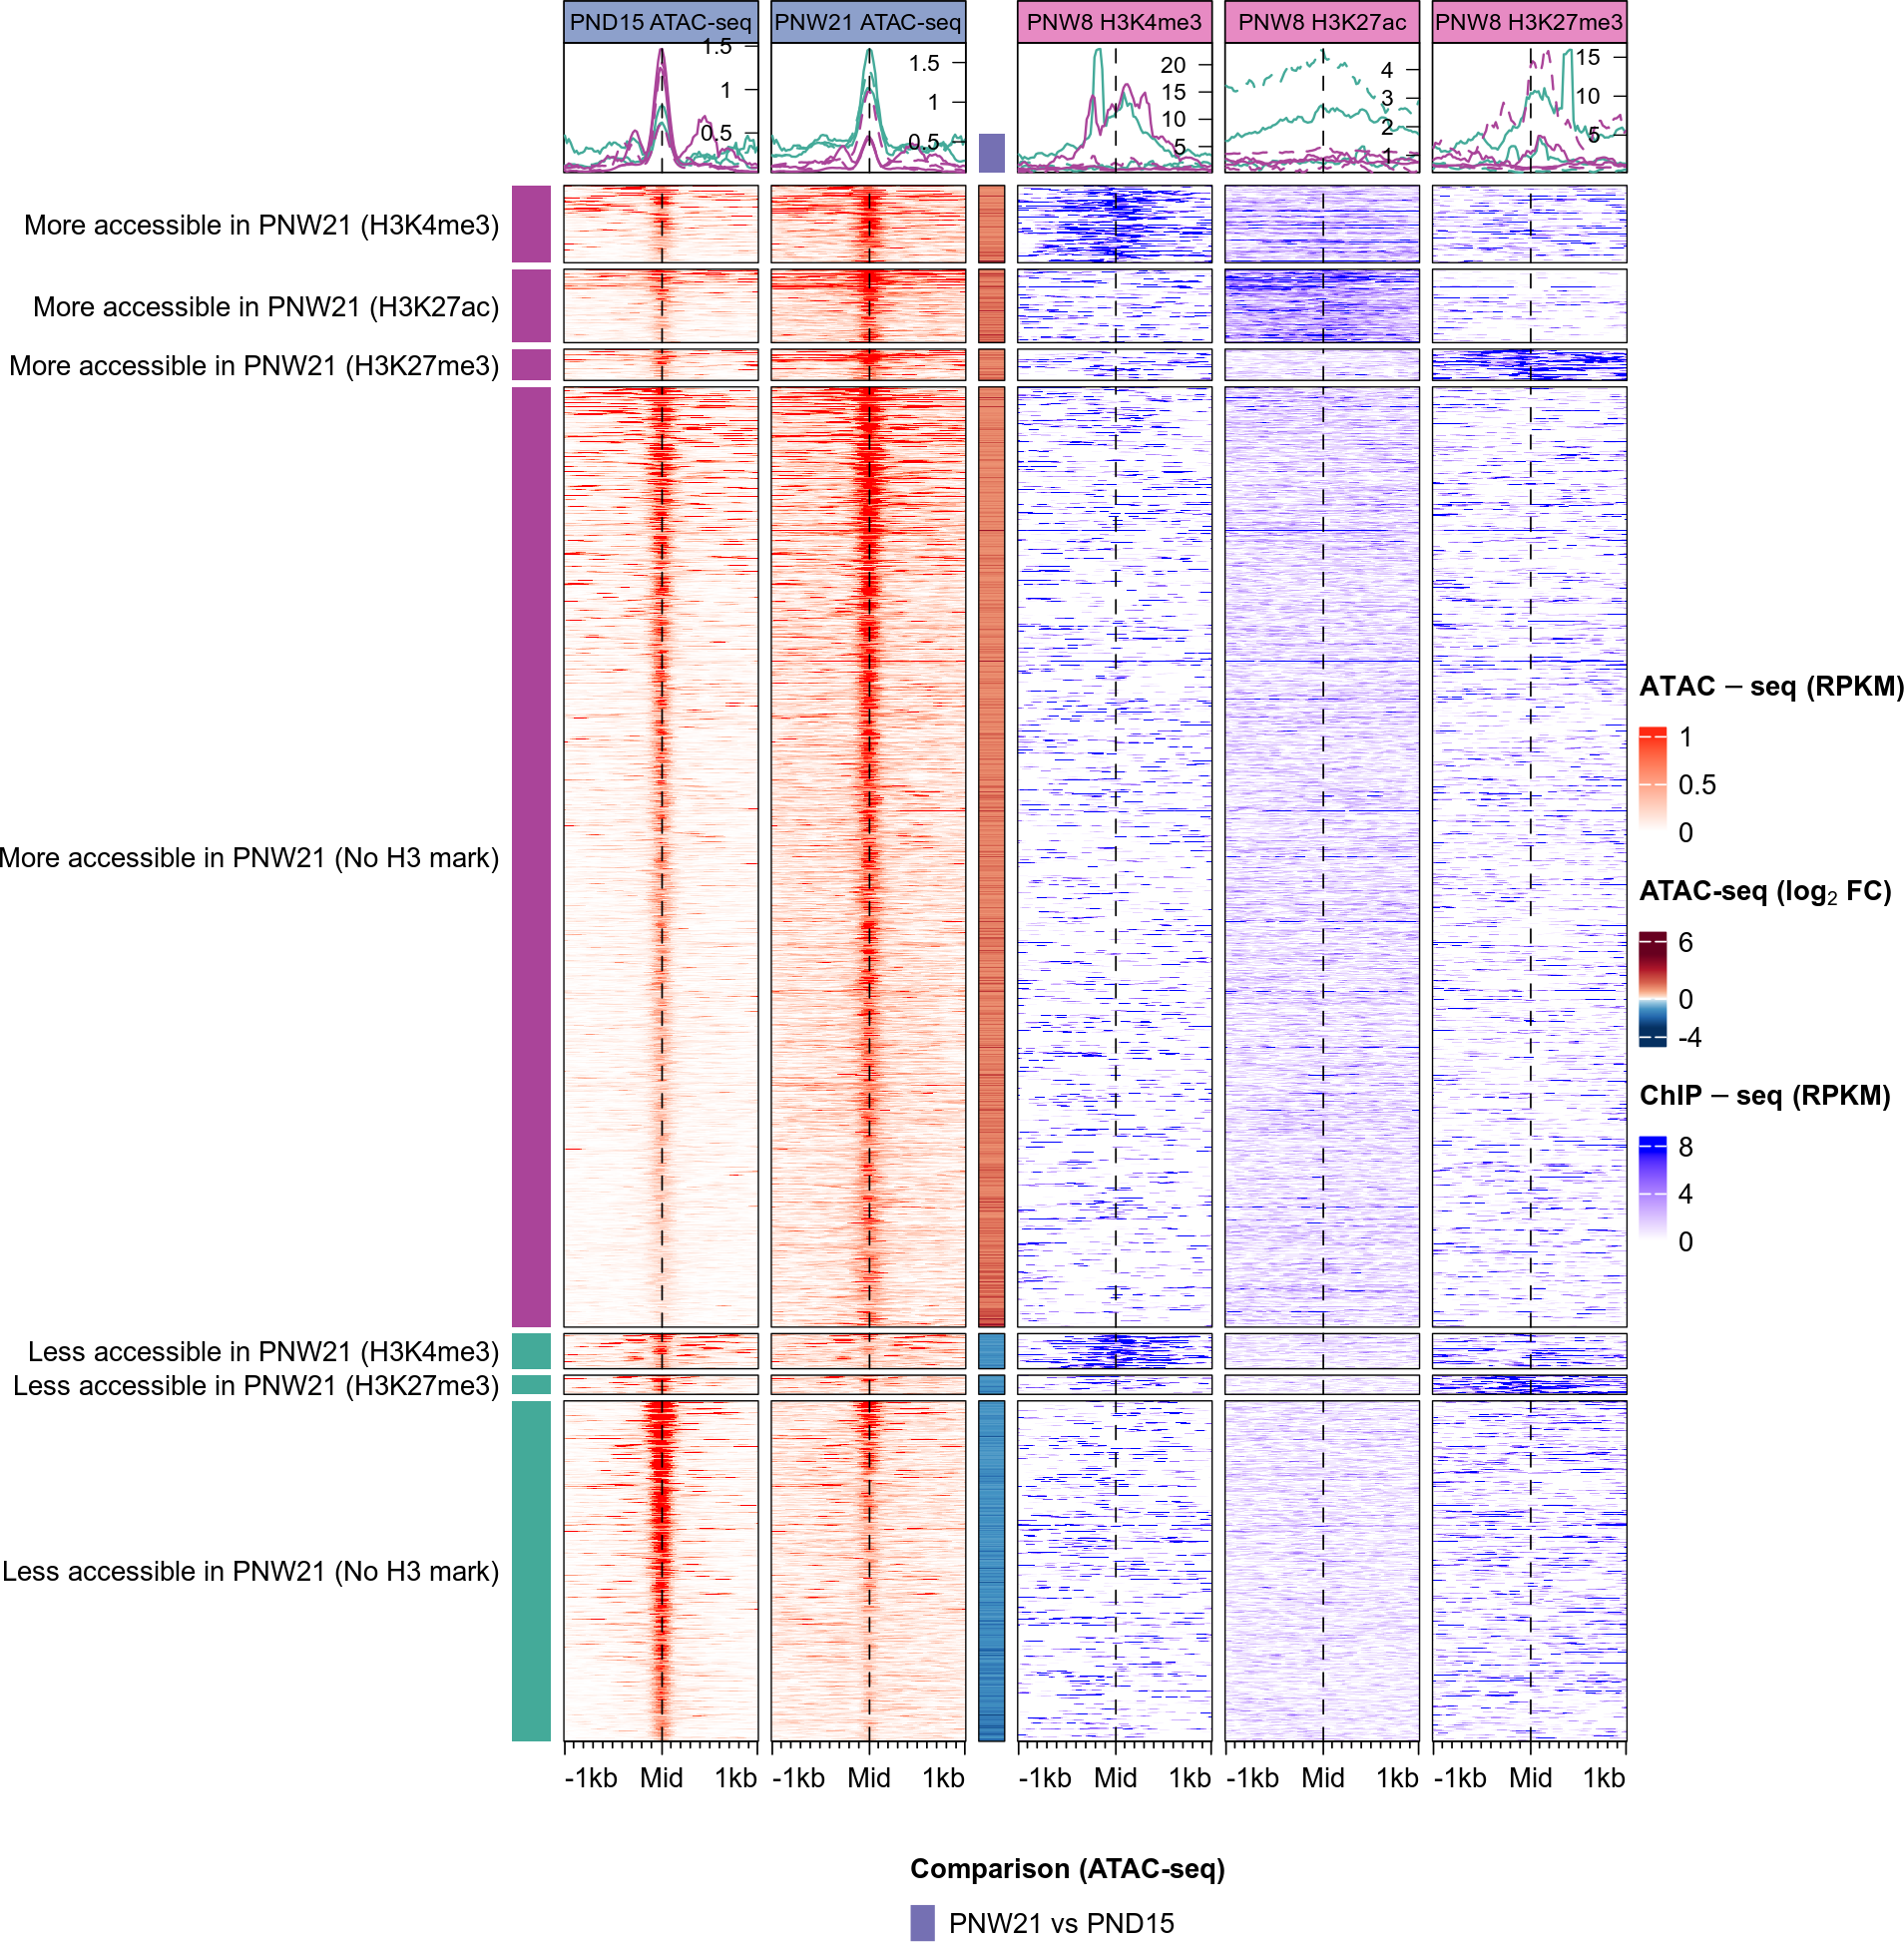 PND15 ATAC-seq
PNW21 ATAC-seq
PNW8 H3K4me3
PNW8 H3K27ac
PNW8 H3K27me3
1.5
1
0.5
1.5
1
0.5
20
15
10
5
4
3
2
1
15
10
5
More accessible in PNW21 (H3K4me3)
More accessible in PNW21 (H3K27ac)
More accessible in PNW21 (H3K27me3)
More accessible in PNW21 (No H3 mark)
Less accessible in PNW21 (H3K4me3)
Less accessible in PNW21 (H3K27me3)
Less accessible in PNW21 (No H3 mark)
ATAC – seq (RPKM)
1
0.5
0
ATAC-seq (log₂ FC)
6
0
-4
ChIP – seq (RPKM)
8
4
0
-1kb Mid 1kb
-1kb Mid 1kb
-1kb Mid 1kb
-1kb Mid 1kb
-1kb Mid 1kb
Comparison (ATAC-seq)
PNW21 vs PND15